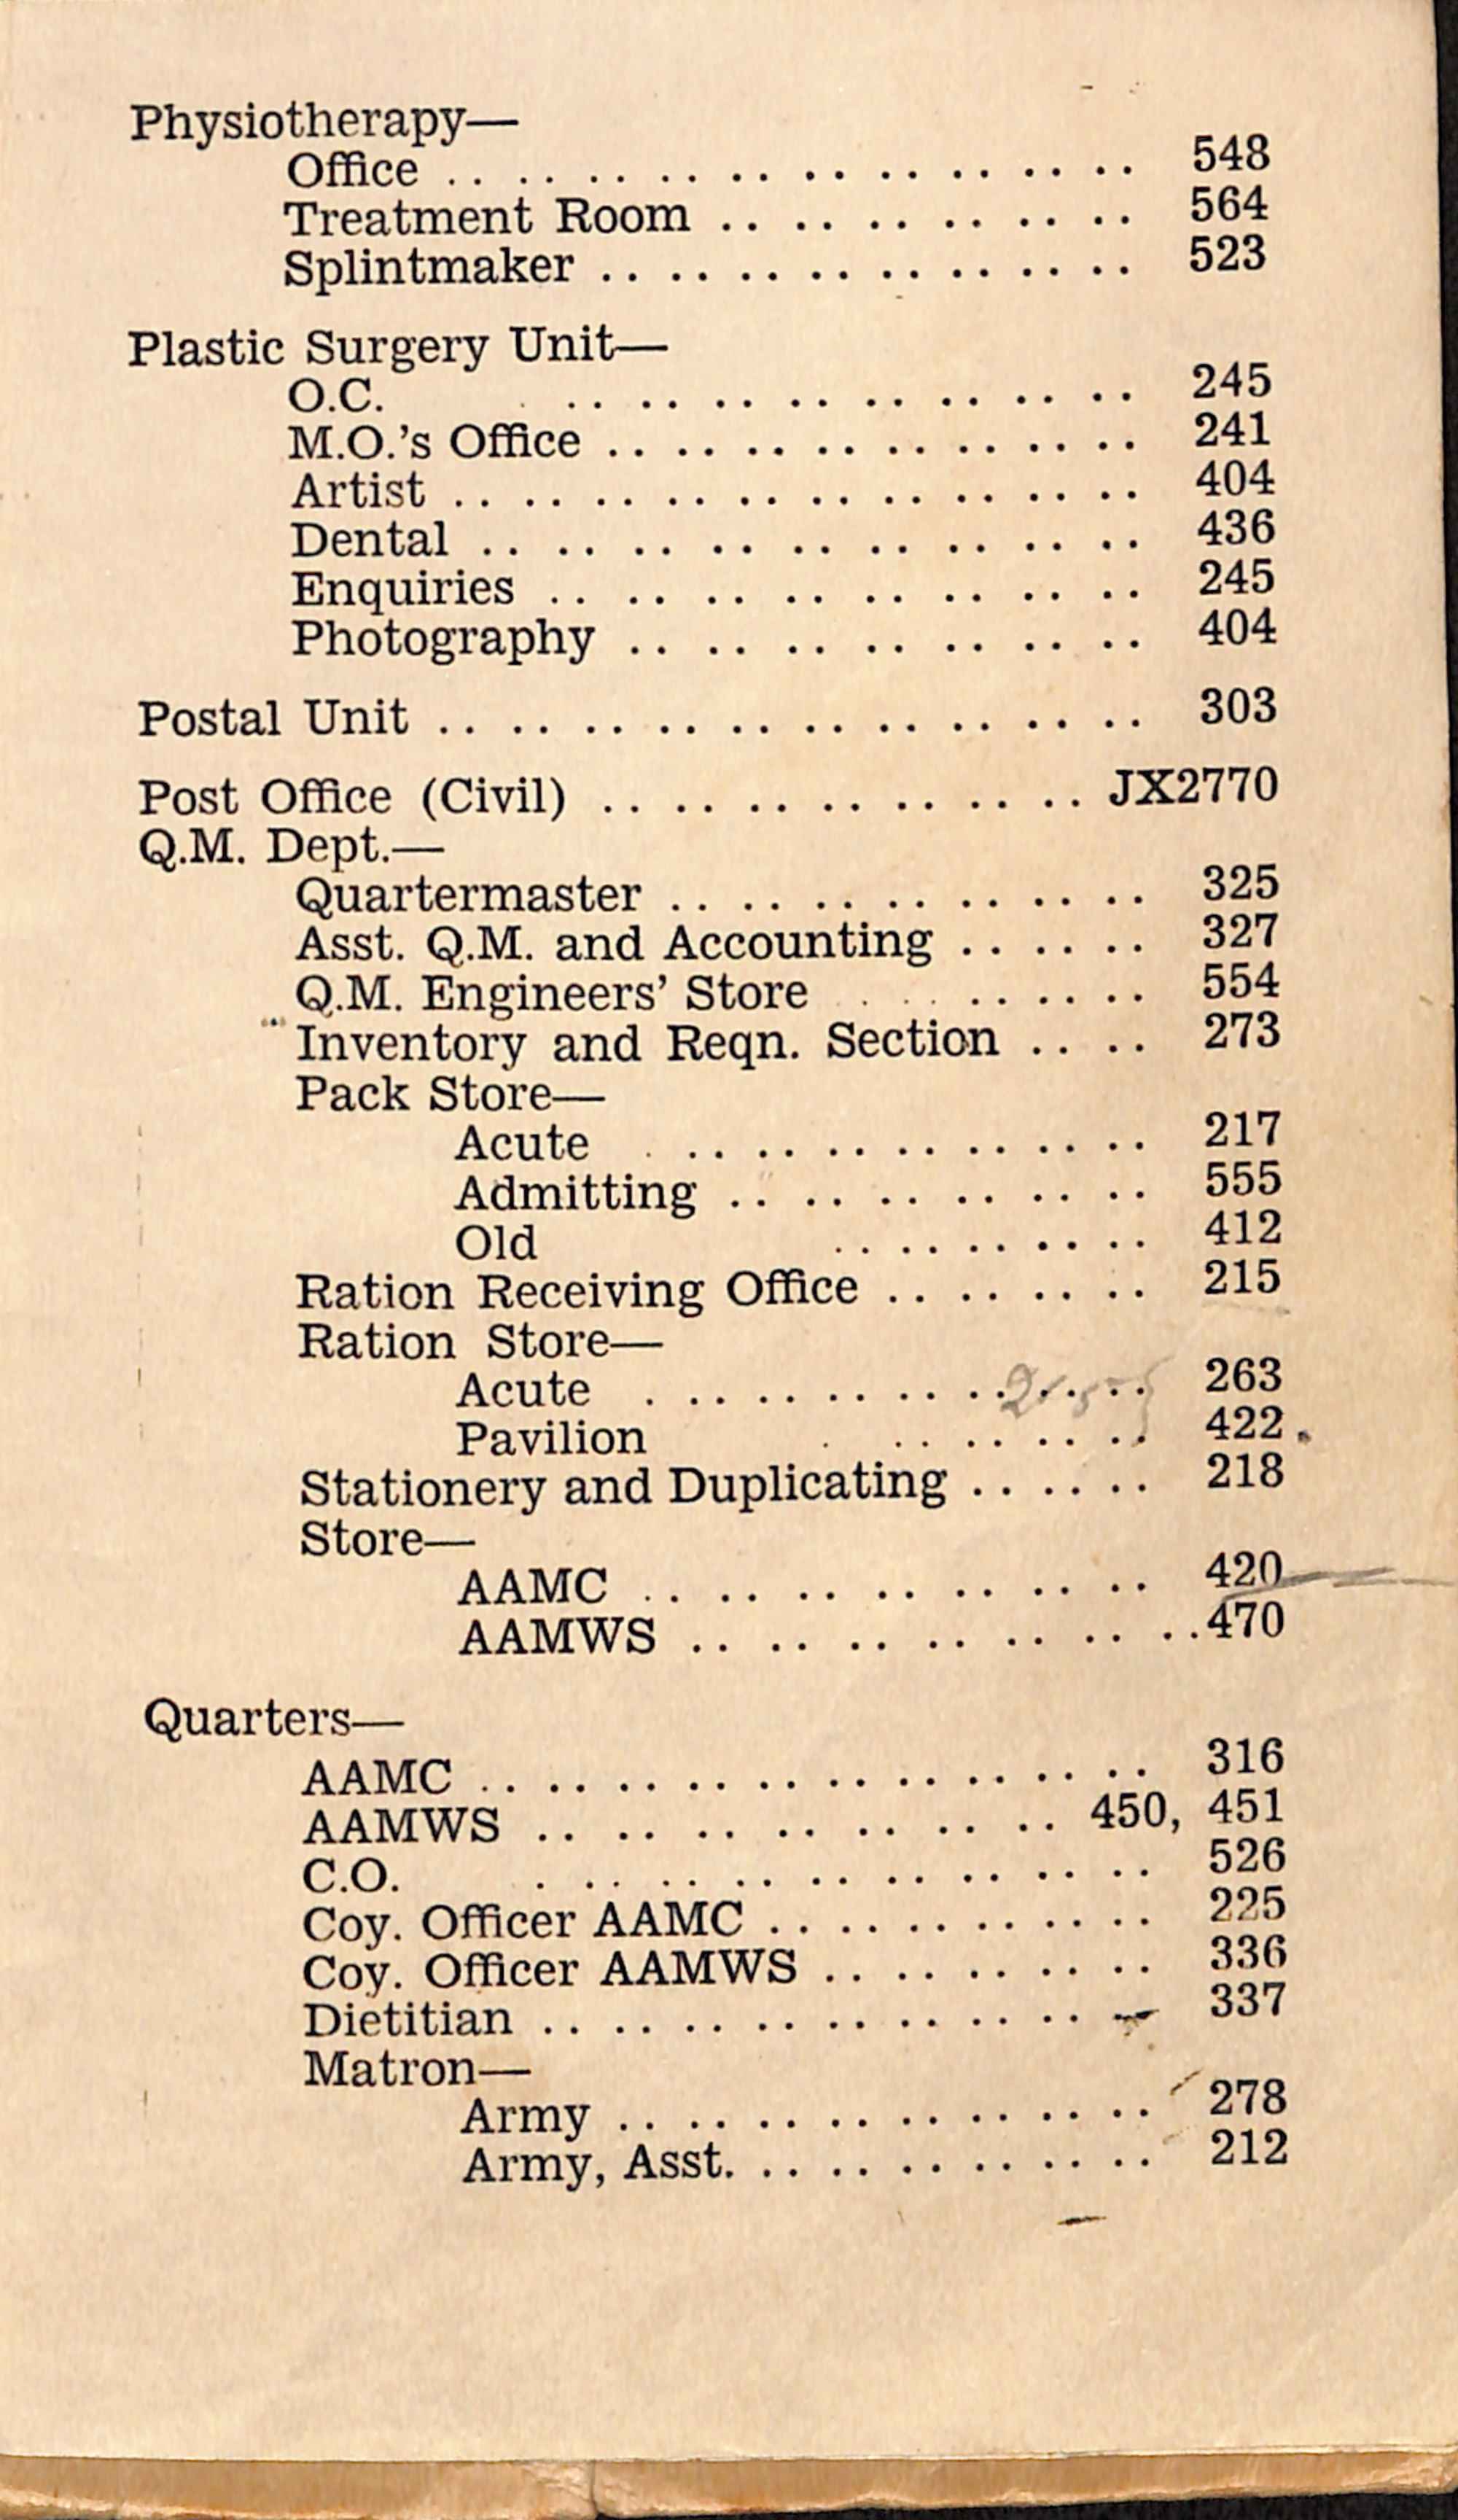 Physiotherapy—
Office .. .. .. .. .. .. .. .. .. .. 548
Treatment Room .. .. .. .. .. .. 564
Splintmaker .. .. .. .. .. .. .. .. 523
Plastic Surgery Unit—
O.C. .. .. .. .. .. .. .. .. 245
M.O.'s Office .. .. .. .. .. .. .. .. 241
Artist .. .. .. .. .. .. .. .. .. .. 404
Dental .. .. .. .. .. .. .. .. .. 436
Enquiries .. .. .. .. .. .. .. .. 245
Photography .. .. .. .. .. .. .. 404
Postal Unit .. .. .. .. .. .. .. .. .. .. 303
Post Office (Civil) .. .. .. .. .. .. .. JX2770
Q.M. Dept.—
Quartermaster .. .. .. .. .. .. .. 325
Asst. Q.M. and Accounting .. .. .. 327
Q.M. Engineers' Store . .. .. .. .. 554
Inventory and Reqn. Section .. .. 273
Pack Store—
Acute . .. .. .. .. .. .. .. 217
Admitting .. .. .. .. .. .. 555
Old .. .. .. .. .. 412
Ration Receiving Office .. .. .. .. 215
Ration Store—
Acute . .. .. .. .. .. .. .. 263
Pavilion . .. .. .. .. 422
Stationery and Duplicating .. .. .. 218
Store—
AAMC .. .. .. .. .. .. .. 420
AAMWS .. .. .. .. .. .. .. 470
Quarters—
AAMC .. .. .. .. .. .. .. .. .. .. 316
AAMWS .. .. .. .. .. .. .. 450, 451
C.O. . .. .. .. .. .. .. .. .. 526
Coy. Officer AAMC .. .. .. .. .. .. 225
Coy. Officer AAMWS .. .. .. .. .. 336
Dietitian .. .. .. .. .. .. .. .. 337
Matron—
Army .. .. .. .. .. .. .. .. 278
Army, Asst. .. .. .. .. .. .. 212